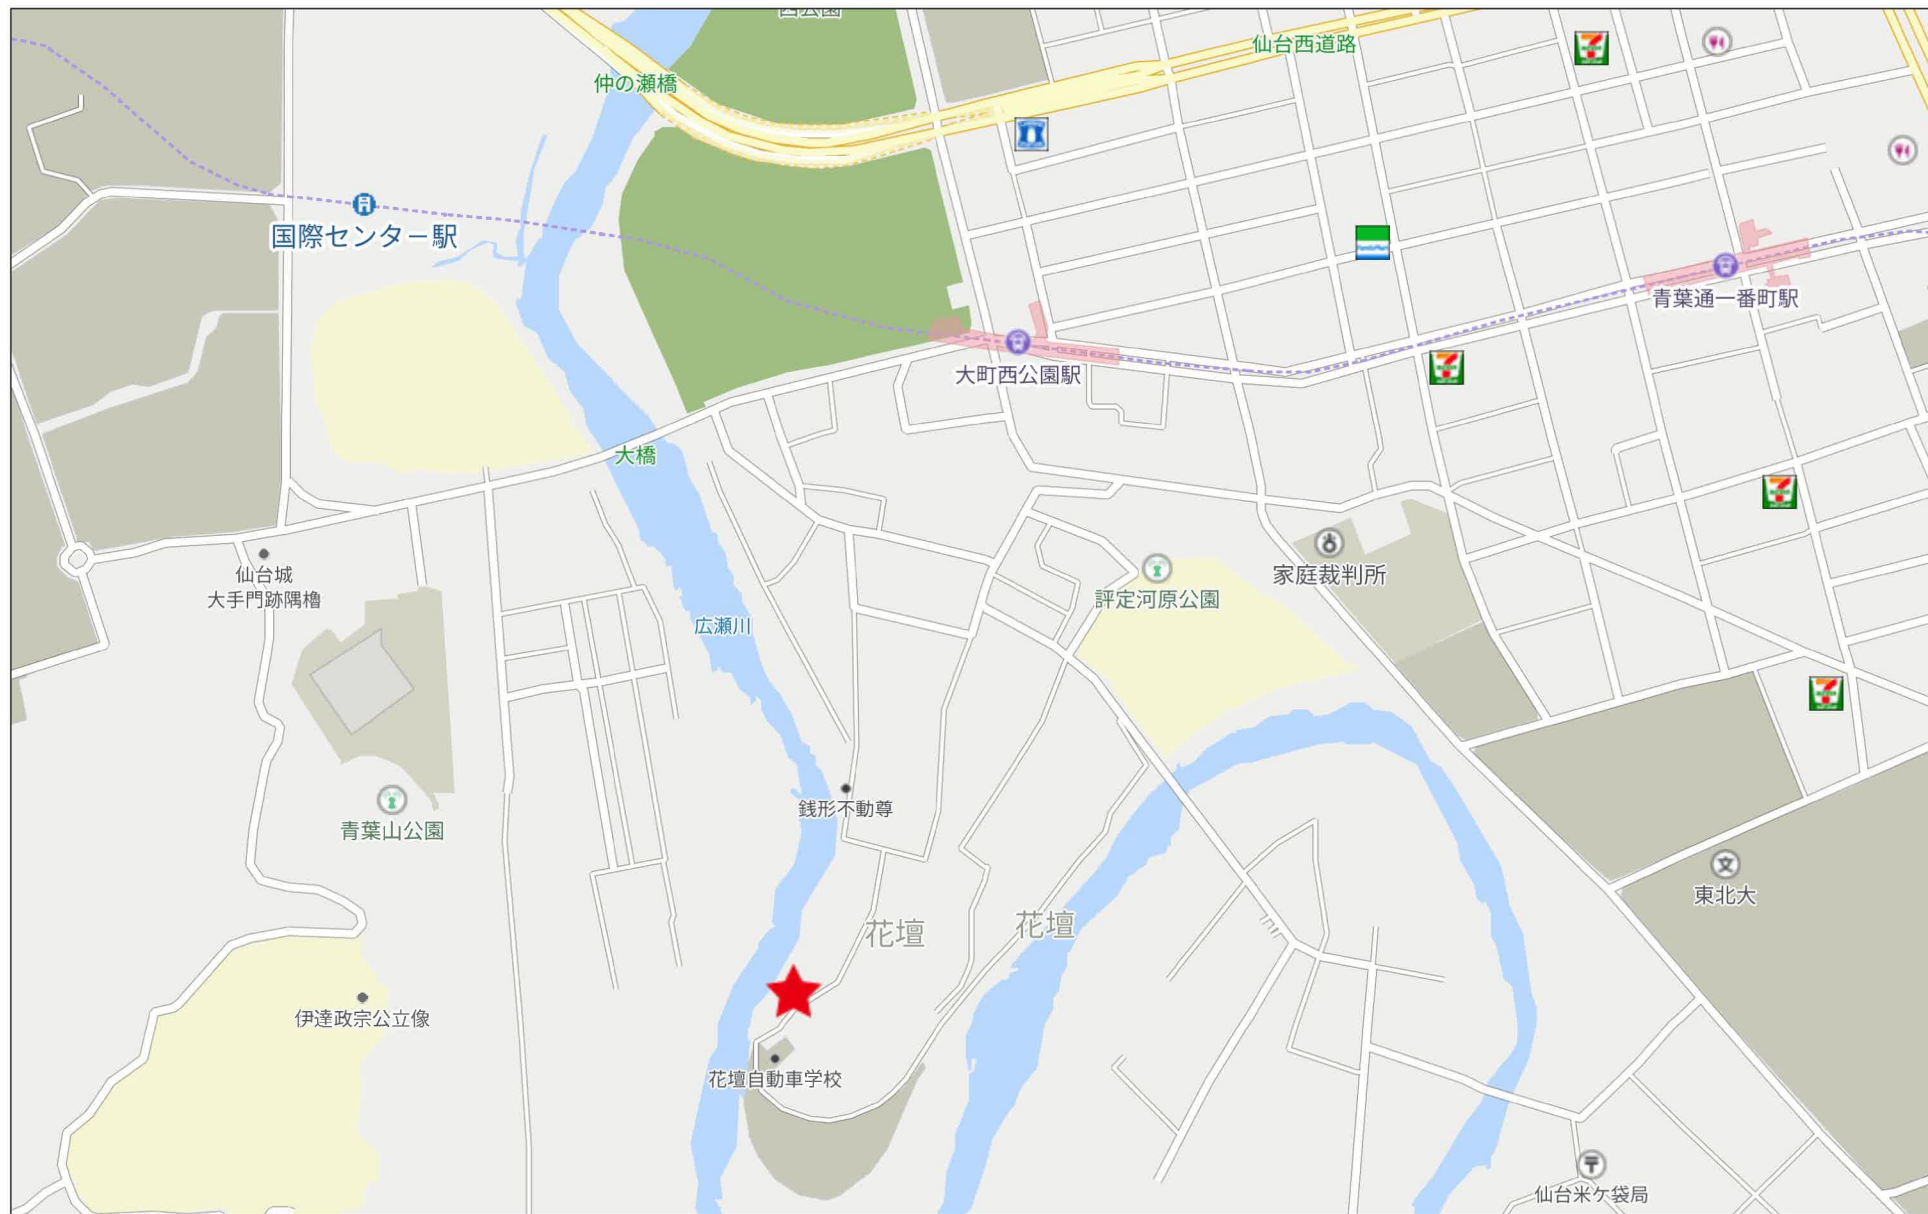 西公園
仙台西道路
仲の瀬橋
国際センター駅
青葉通一番町駅
大町西公園駅
大橋
仙台城
大手門跡隅櫓
家庭裁判所
評定河原公園
広瀬川
銭形不動尊
青葉山公園
東北大
花壇
花壇
伊達政宗公立像
花壇自動車学校
仙台米ケ袋局